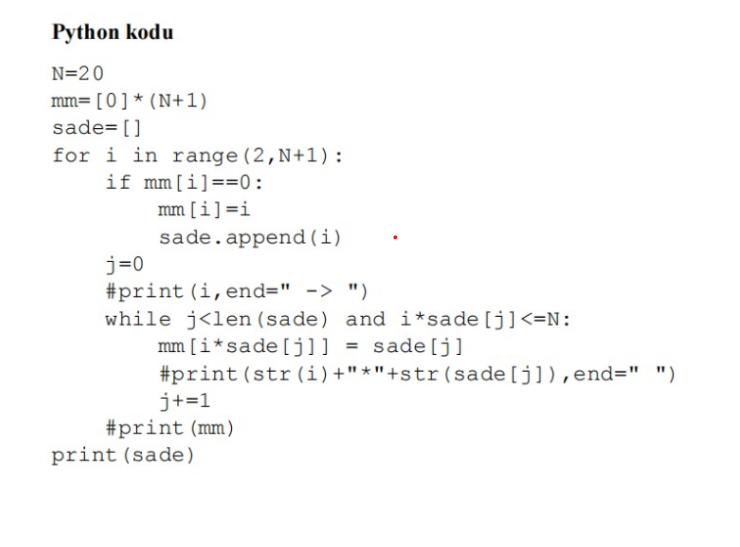 Python kodu
N=20
mm=[0]*(N+1)
sade=[]
for i in range(2,N+1):
    if mm[i]==0:
        mm[i]=i
        sade.append(i)
    j=0
    #print(i,end=" -> ")
    while j<len(sade) and i*sade[j]<=N:
        mm[i*sade[j]] = sade[j]
        #print(str(i)+"*"+str(sade[j]),end=" ")
        j+=1
    #print(mm)
print(sade)